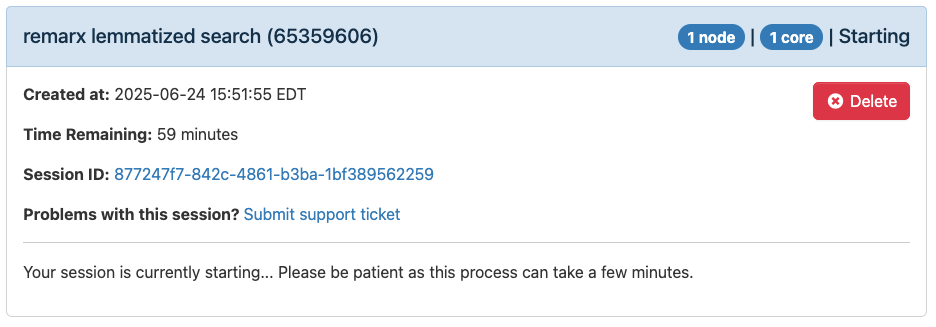 remarx lemmatized search (65359606) 1 node | 1 core | Starting
Created at: 2025-06-24 15:51:55 EDT
Delete
Time Remaining: 59 minutes
Session ID: 877247f7-842c-4861-b3ba-1bf389562259
Problems with this session? Submit support ticket
Your session is currently starting... Please be patient as this process can take a few minutes.